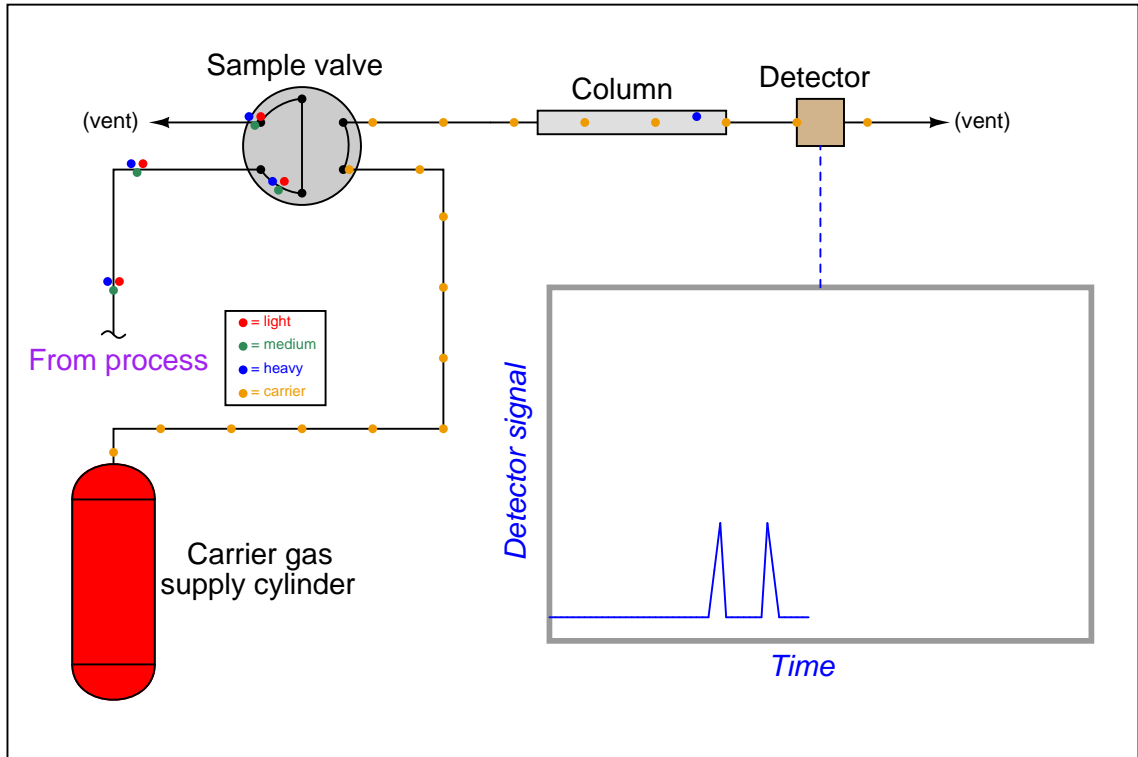 Sample valve
Column
Detector
(vent)
(vent)
= light
= medium
= heavy
= carrier
From process
Detector signal
Carrier gas
supply cylinder
Time